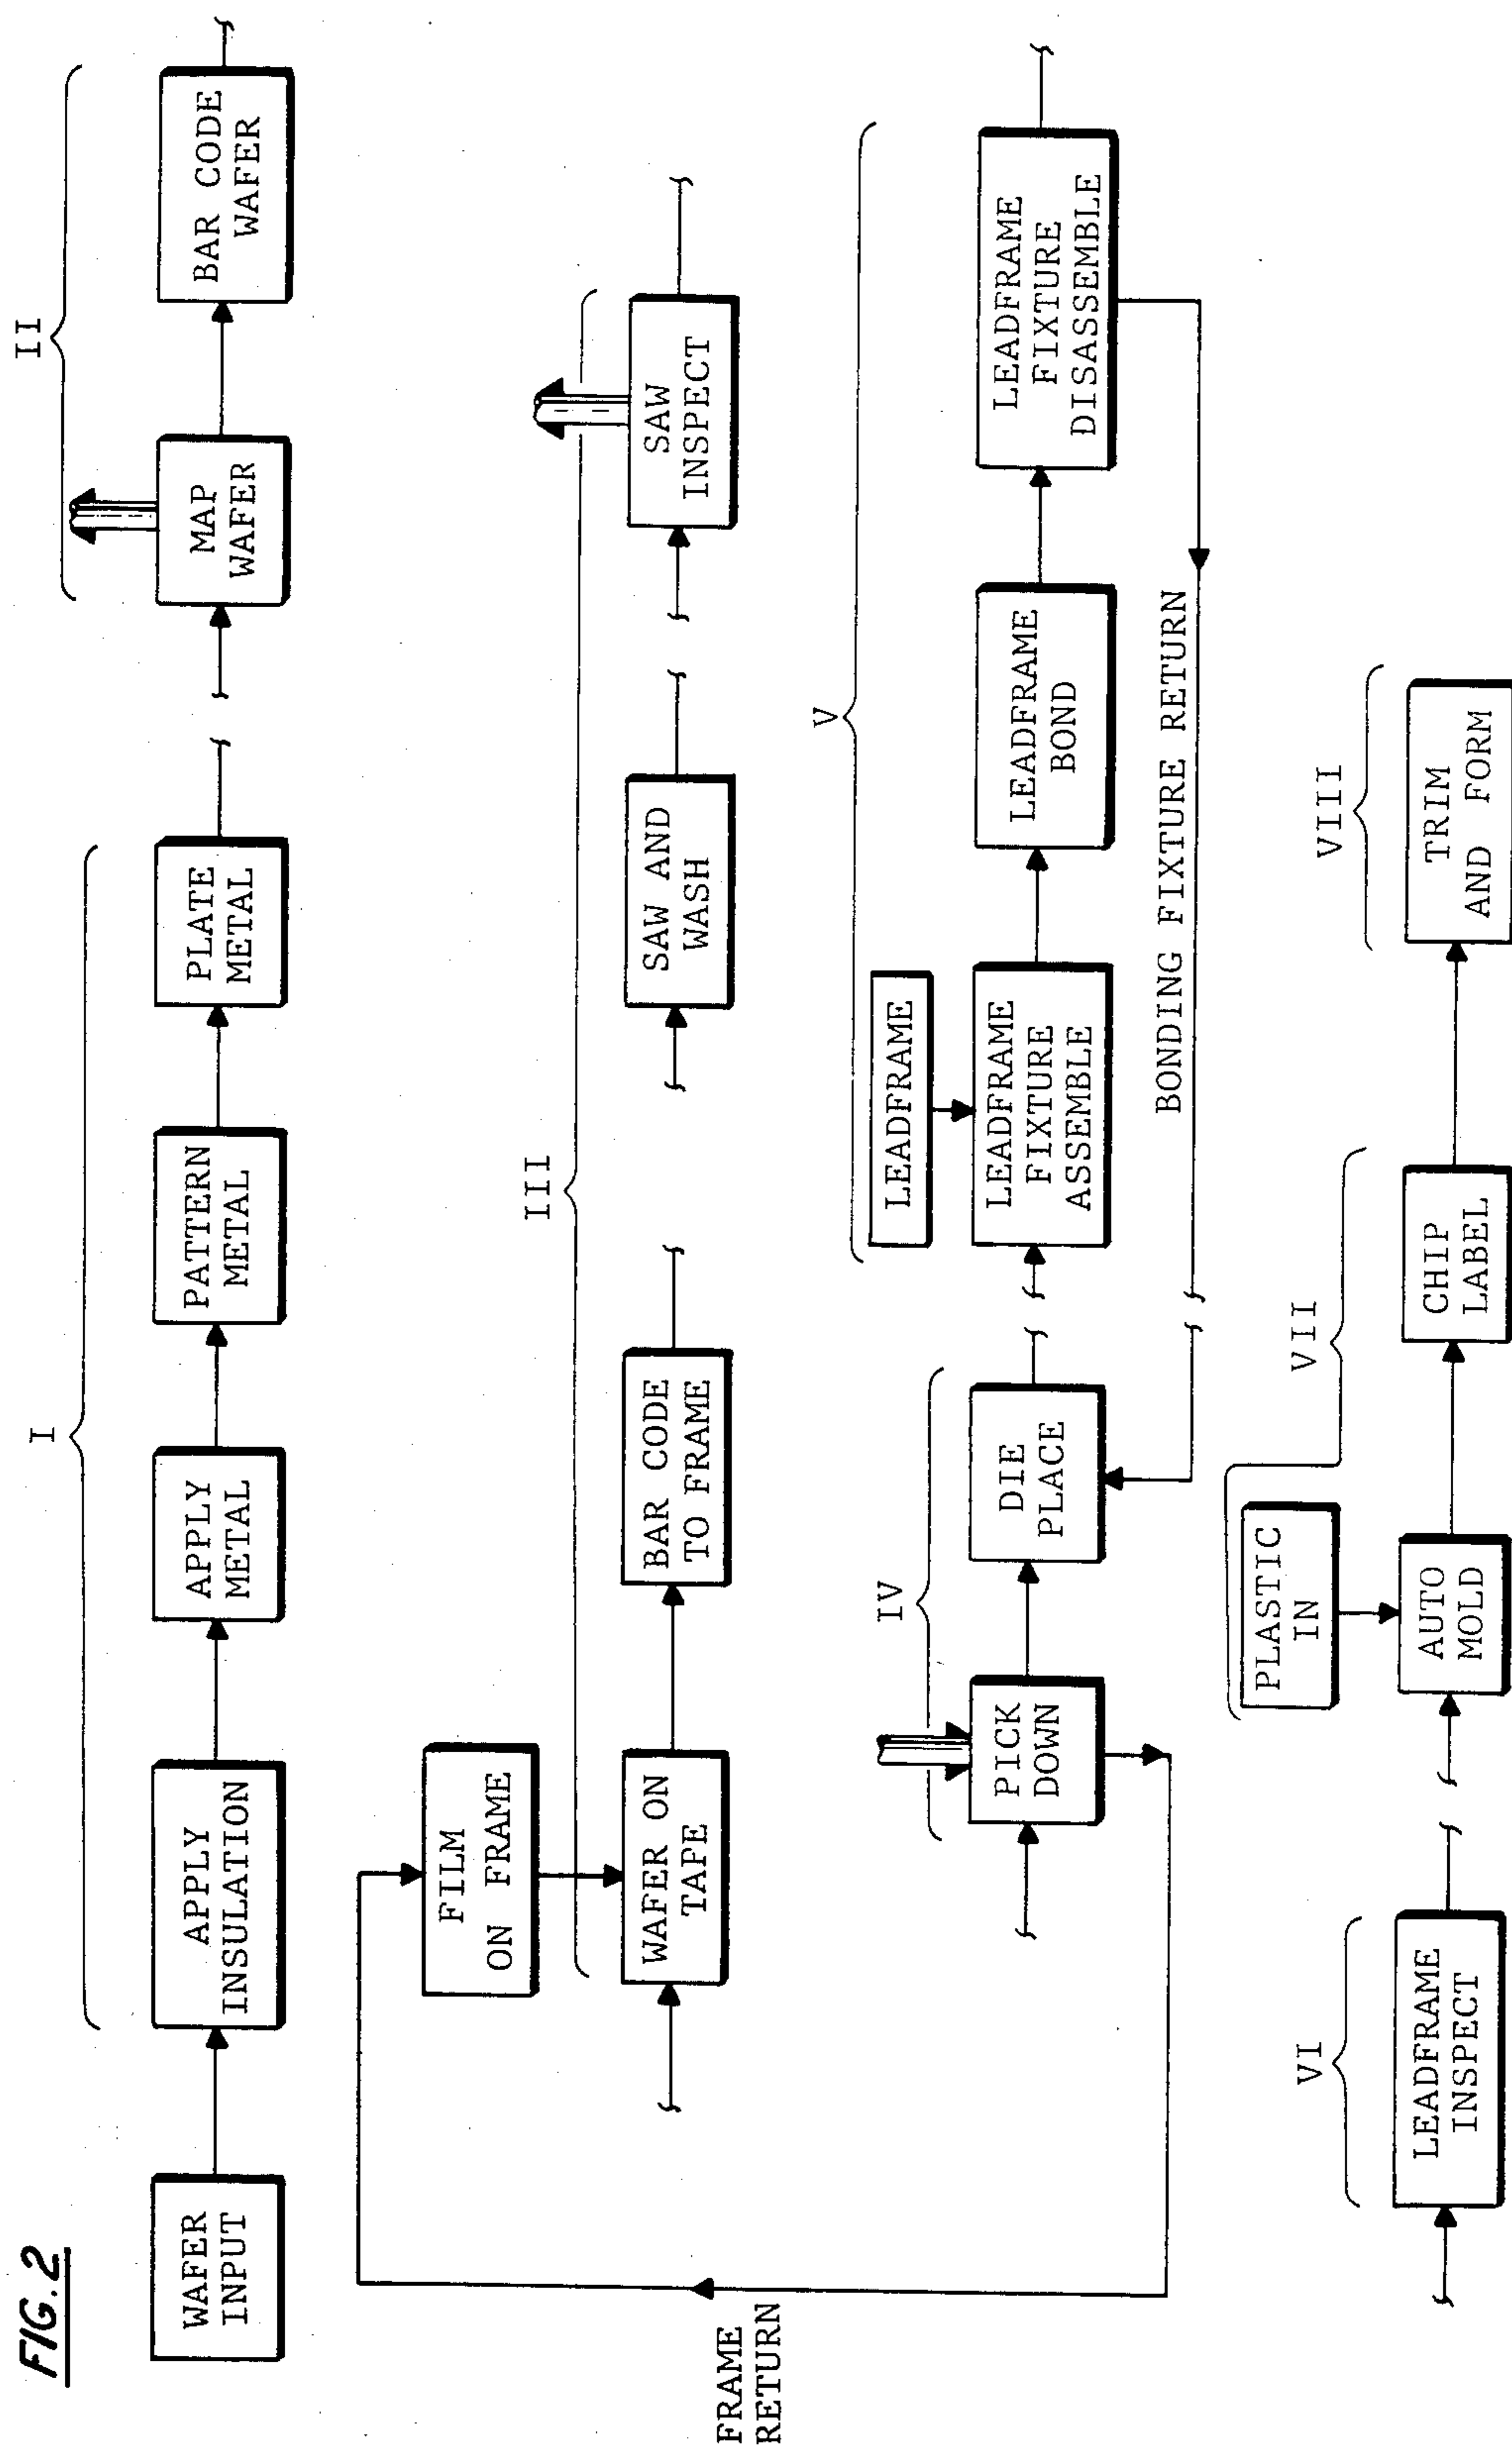 FIG. 2
I
II
WAFER
INPUT
APPLY
INSULATION
APPLY
METAL
PATTERN
METAL
PLATE
METAL
MAP
WAFER
BAR CODE
WAFER
FILM
ON FRAME
III
WAFER ON
TAPE
BAR CODE
TO FRAME
SAW AND
WASH
SAW
INSPECT
FRAME
RETURN
IV
V
PICK
DOWN
DIE
PLACE
LEADFRAME
LEADFRAME
FIXTURE
ASSEMBLE
LEADFRAME
BOND
LEADFRAME
FIXTURE
DISASSEMBLE
BONDING FIXTURE RETURN
VI
VII
VIII
LEADFRAME
INSPECT
PLASTIC
IN
AUTO
MOLD
CHIP
LABEL
TRIM
AND FORM